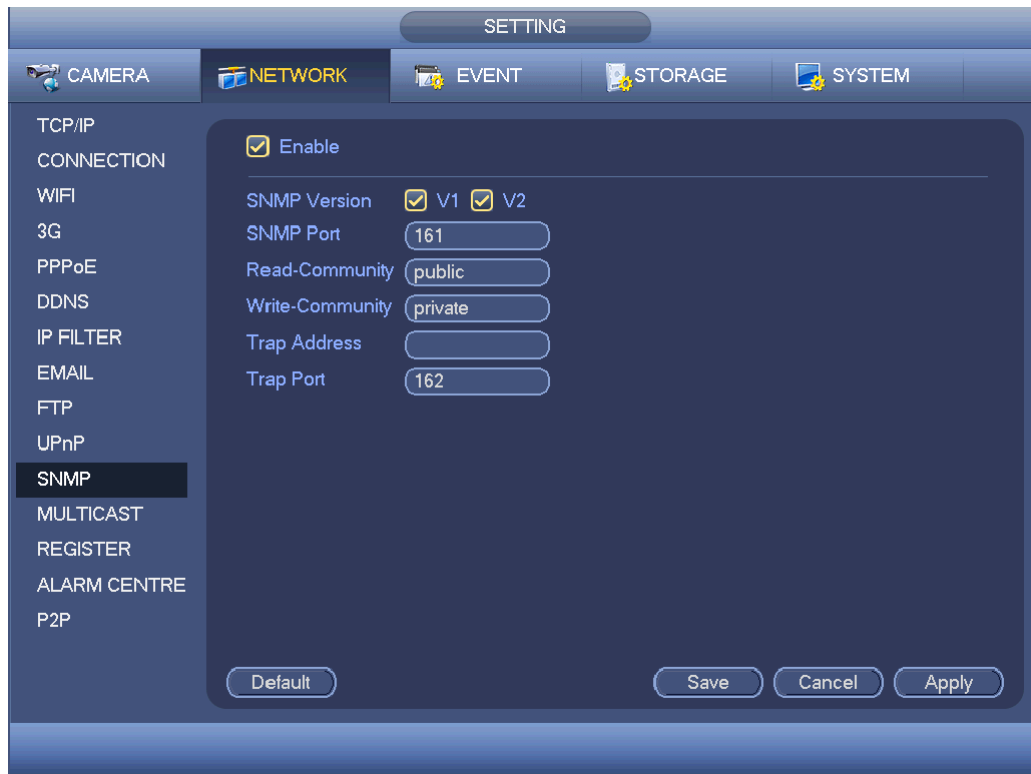 SETTING
CAMERA NETWORK EVENT STORAGE SYSTEM
TCP/IP
CONNECTION
WIFI
3G
PPPoE
DDNS
IP FILTER
EMAIL
FTP
UPnP
SNMP
MULTICAST
REGISTER
ALARM CENTRE
P2P
Enable
SNMP Version V1 V2
SNMP Port 161
Read-Community public
Write-Community private
Trap Address
Trap Port 162
Default Save Cancel Apply